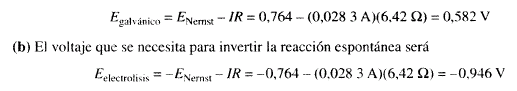 E_galvánico = E_Nernst − IR = 0,764 − (0,028 3 A)(6,42 Ω) = 0,582 V
(b) El voltaje que se necesita para invertir la reacción espontánea será
E_electrolisis = −E_Nernst − IR = −0,764 − (0,028 3 A)(6,42 Ω) = −0,946 V